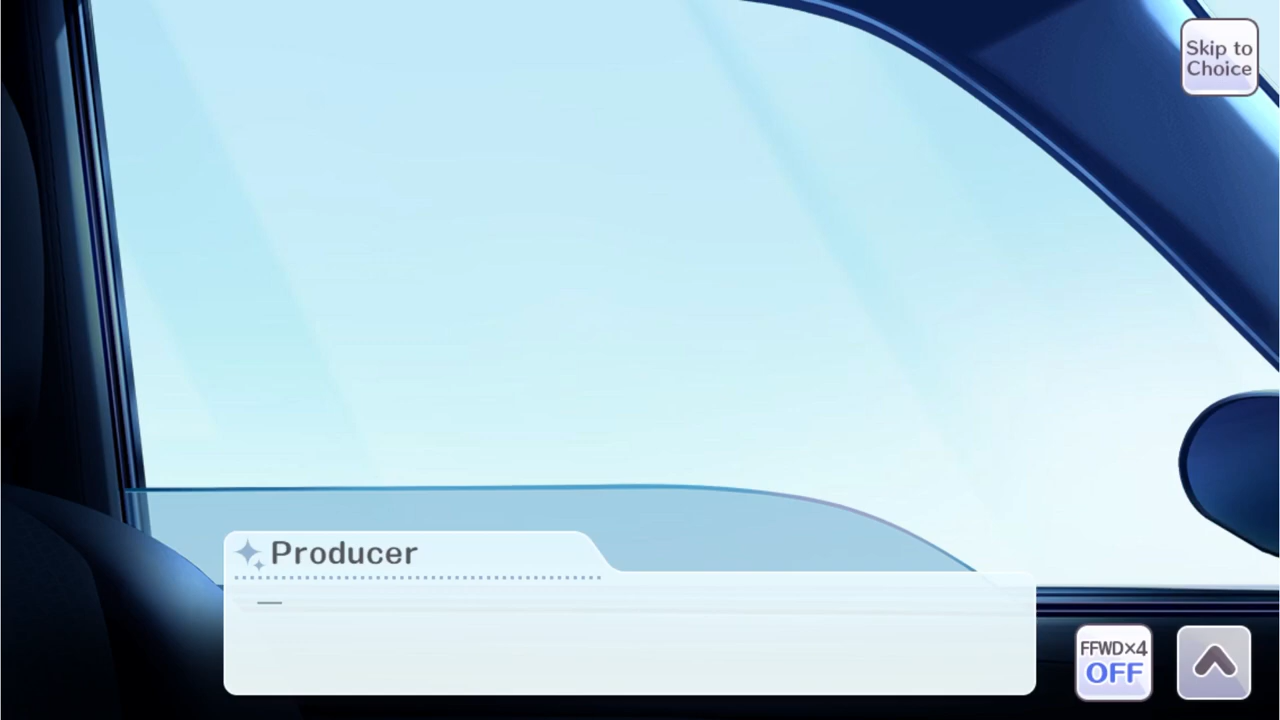 Skip to
Choice
Producer
—
FFWD×4
OFF